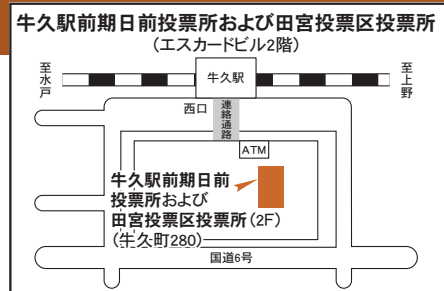 牛久駅前期日前投票所および田宮投票区投票所
(エスカードビル2階)
至水戸
牛久駅
至上野
西口
連絡通路
ATM
牛久駅前期日前
投票所および
田宮投票区投票所(2F)
(牛久町280)
国道6号